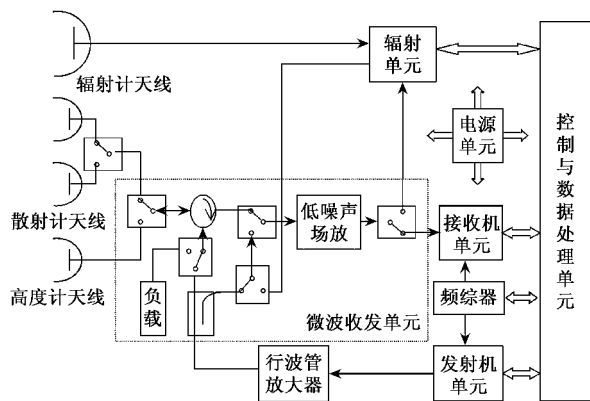 辐射
单元
辐射计天线
电源
单元
散射计天线
低噪声
场放
接收机
单元
高度计天线
负
载
微波收发单元
频综器
行波管
放大器
发射机
单元
控制与数据处理单元